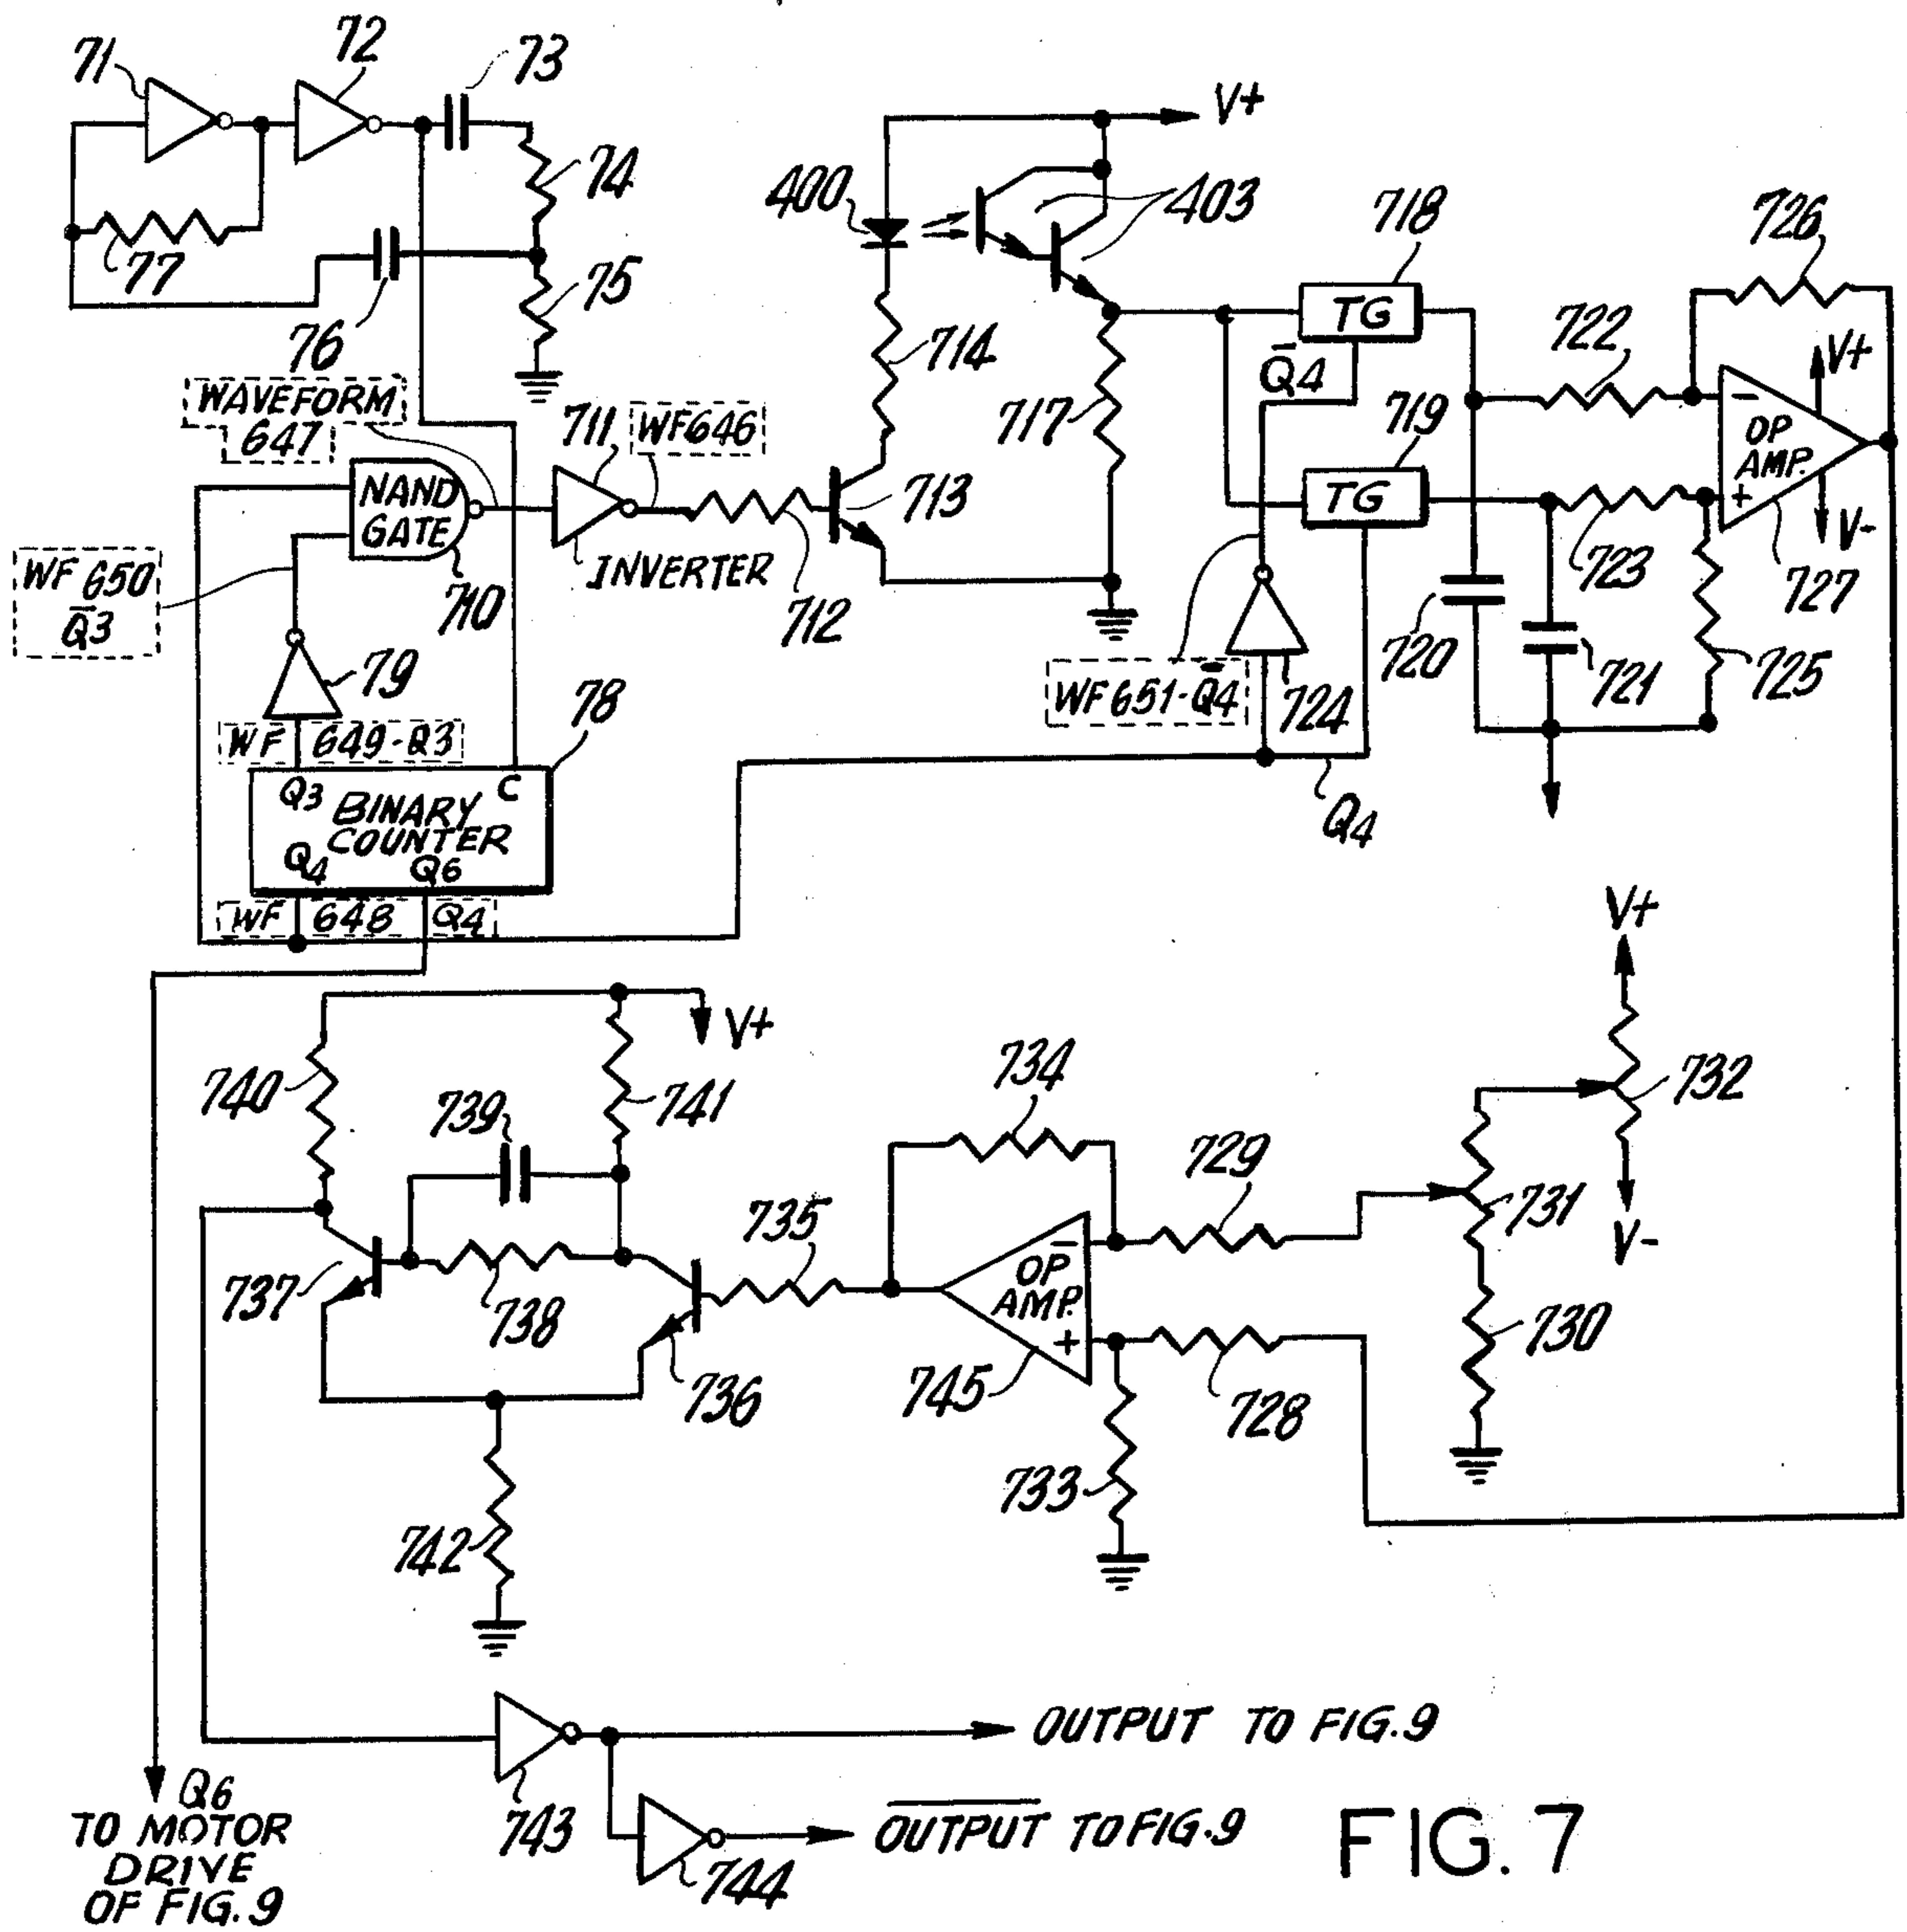 71
72
73
74
75
76
77
400
403
V+
718
TG
726
722
V+
OP
AMP.
V-
727
WAVEFORM
647
711
WF646
714
717
Q̄4
719
TG
NAND
GATE
710
INVERTER
712
713
723
720
721
725
WF 650
Q̄3
79
WF 649-Q3
78
WF651-Q̄4
724
Q3
C
BINARY
COUNTER
Q4
Q6
WF 648 Q4
Q4
V+
740
739
741
734
729
V+
732
731
V-
735
OP
AMP.
737
738
736
745
728
730
733
742
OUTPUT TO FIG.9
743
Q6
TO MOTOR
DRIVE
OF FIG.9
744
O̅U̅T̅P̅U̅T̅ TO FIG.9
FIG. 7